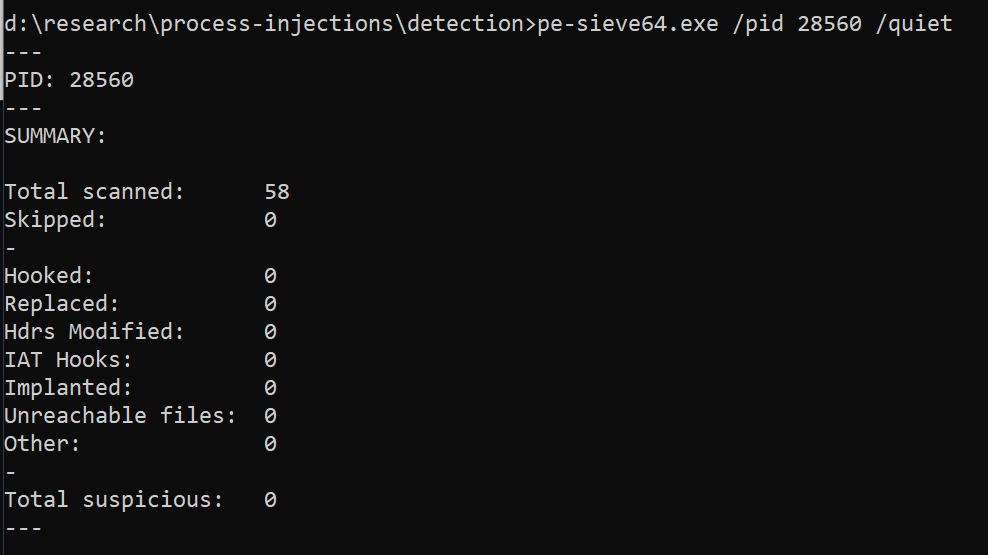 d:\research\process-injections\detection>pe-sieve64.exe /pid 28560 /quiet
---
PID: 28560
---
SUMMARY:
Total scanned:      58
Skipped:            0
-
Hooked:             0
Replaced:           0
Hdrs Modified:      0
IAT Hooks:          0
Implanted:          0
Unreachable files:  0
Other:              0
-
Total suspicious:   0
---